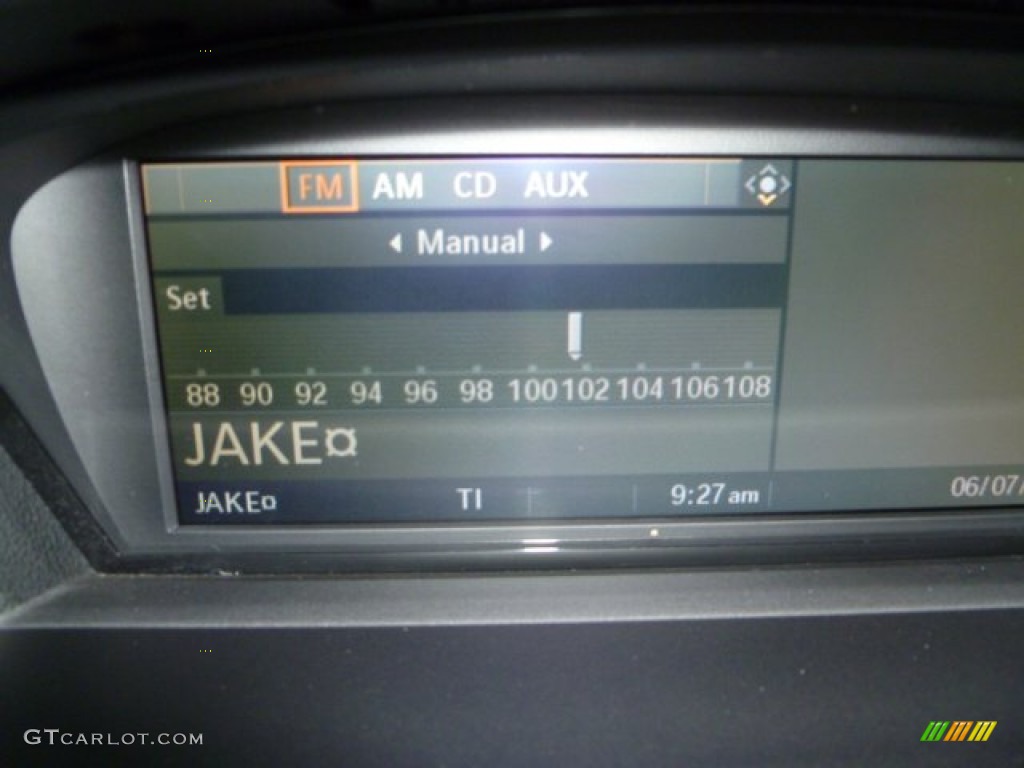 FM AM CD AUX
Manual
Set
88 90 92 94 96 98 100 102 104 106 108
JAKE¤
JAKE¤ TI 9:27 am 06/07/
GTCARLOT.COM